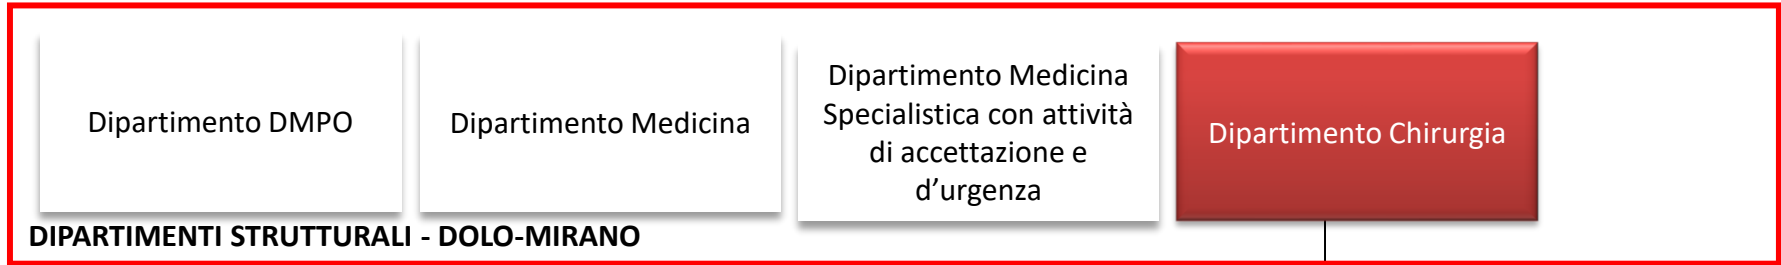 Dipartimento DMPO
Dipartimento Medicina
Dipartimento Medicina
Specialistica con attività
di accettazione e
d’urgenza
Dipartimento Chirurgia
DIPARTIMENTI STRUTTURALI - DOLO-MIRANO